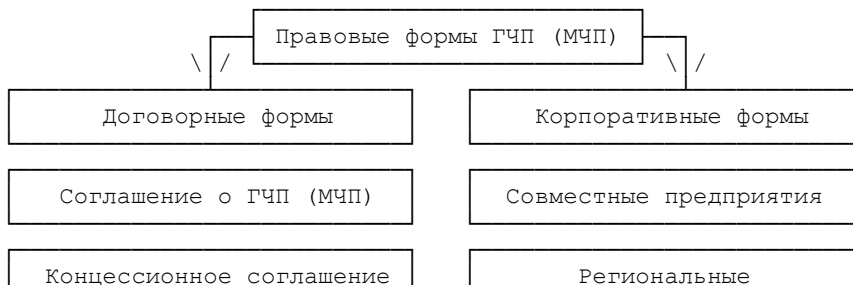 Правовые формы ГЧП (МЧП)
Договорные формы
Корпоративные формы
Соглашение о ГЧП (МЧП)
Совместные предприятия
Концессионное соглашение
Региональные